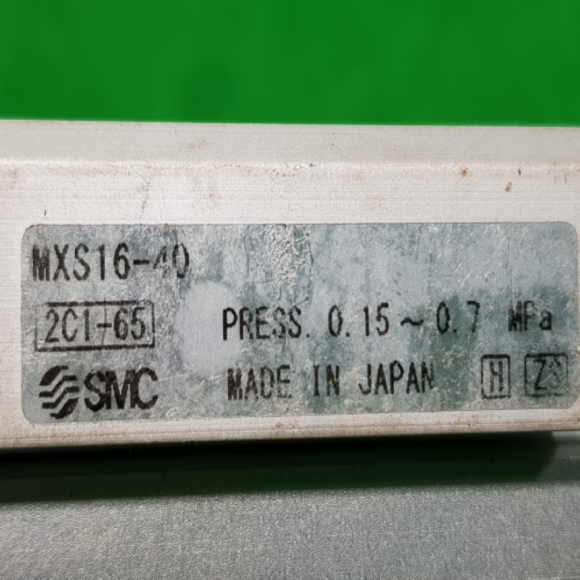 MXS16-40
2C1-65 PRESS. 0.15~0.7 MPa
SMC MADE IN JAPAN H